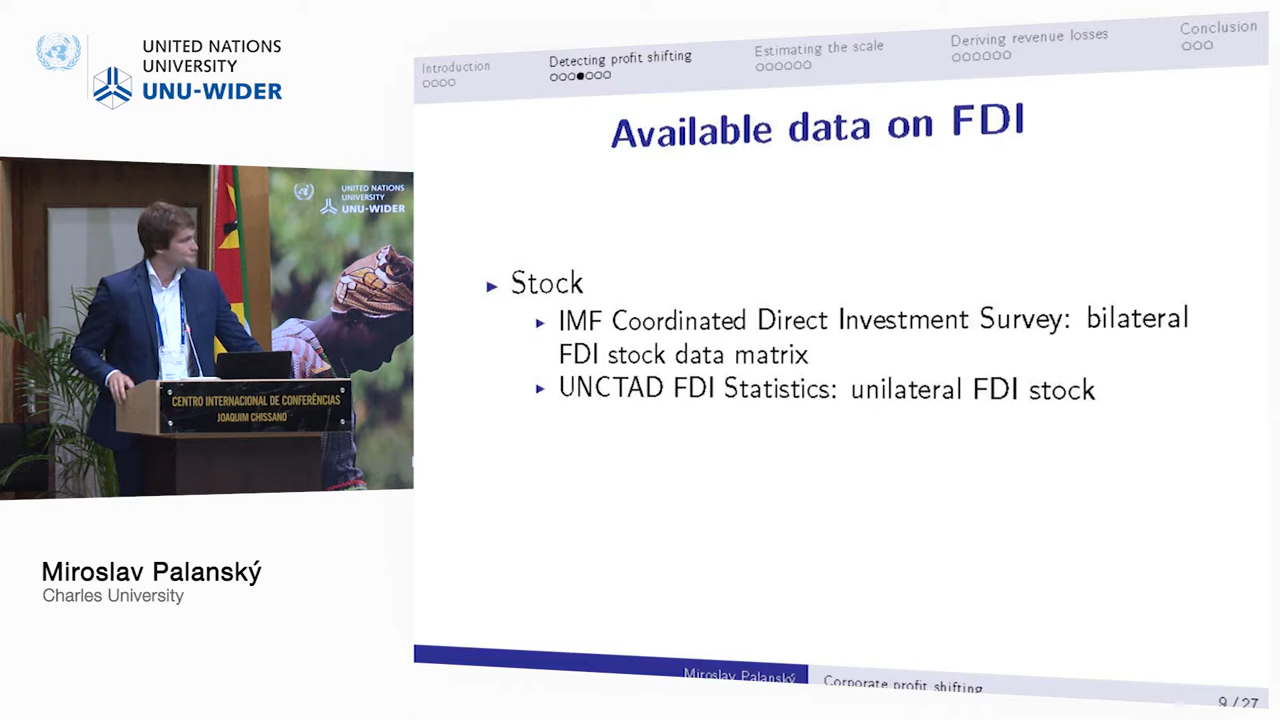 UNITED NATIONS
UNIVERSITY
UNU-WIDER
Introduction
Detecting profit shifting
Estimating the scale
Deriving revenue losses
Conclusion
Available data on FDI
Stock
IMF Coordinated Direct Investment Survey: bilateral
FDI stock data matrix
UNCTAD FDI Statistics: unilateral FDI stock
UNITED NATIONS
UNIVERSITY
UNU-WIDER
CENTRO INTERNACIONAL DE CONFERÊNCIAS
JOAQUIM CHISSANO
Miroslav Palanský
Charles University
Miroslav Palanský
Corporate profit shifting
9 / 27